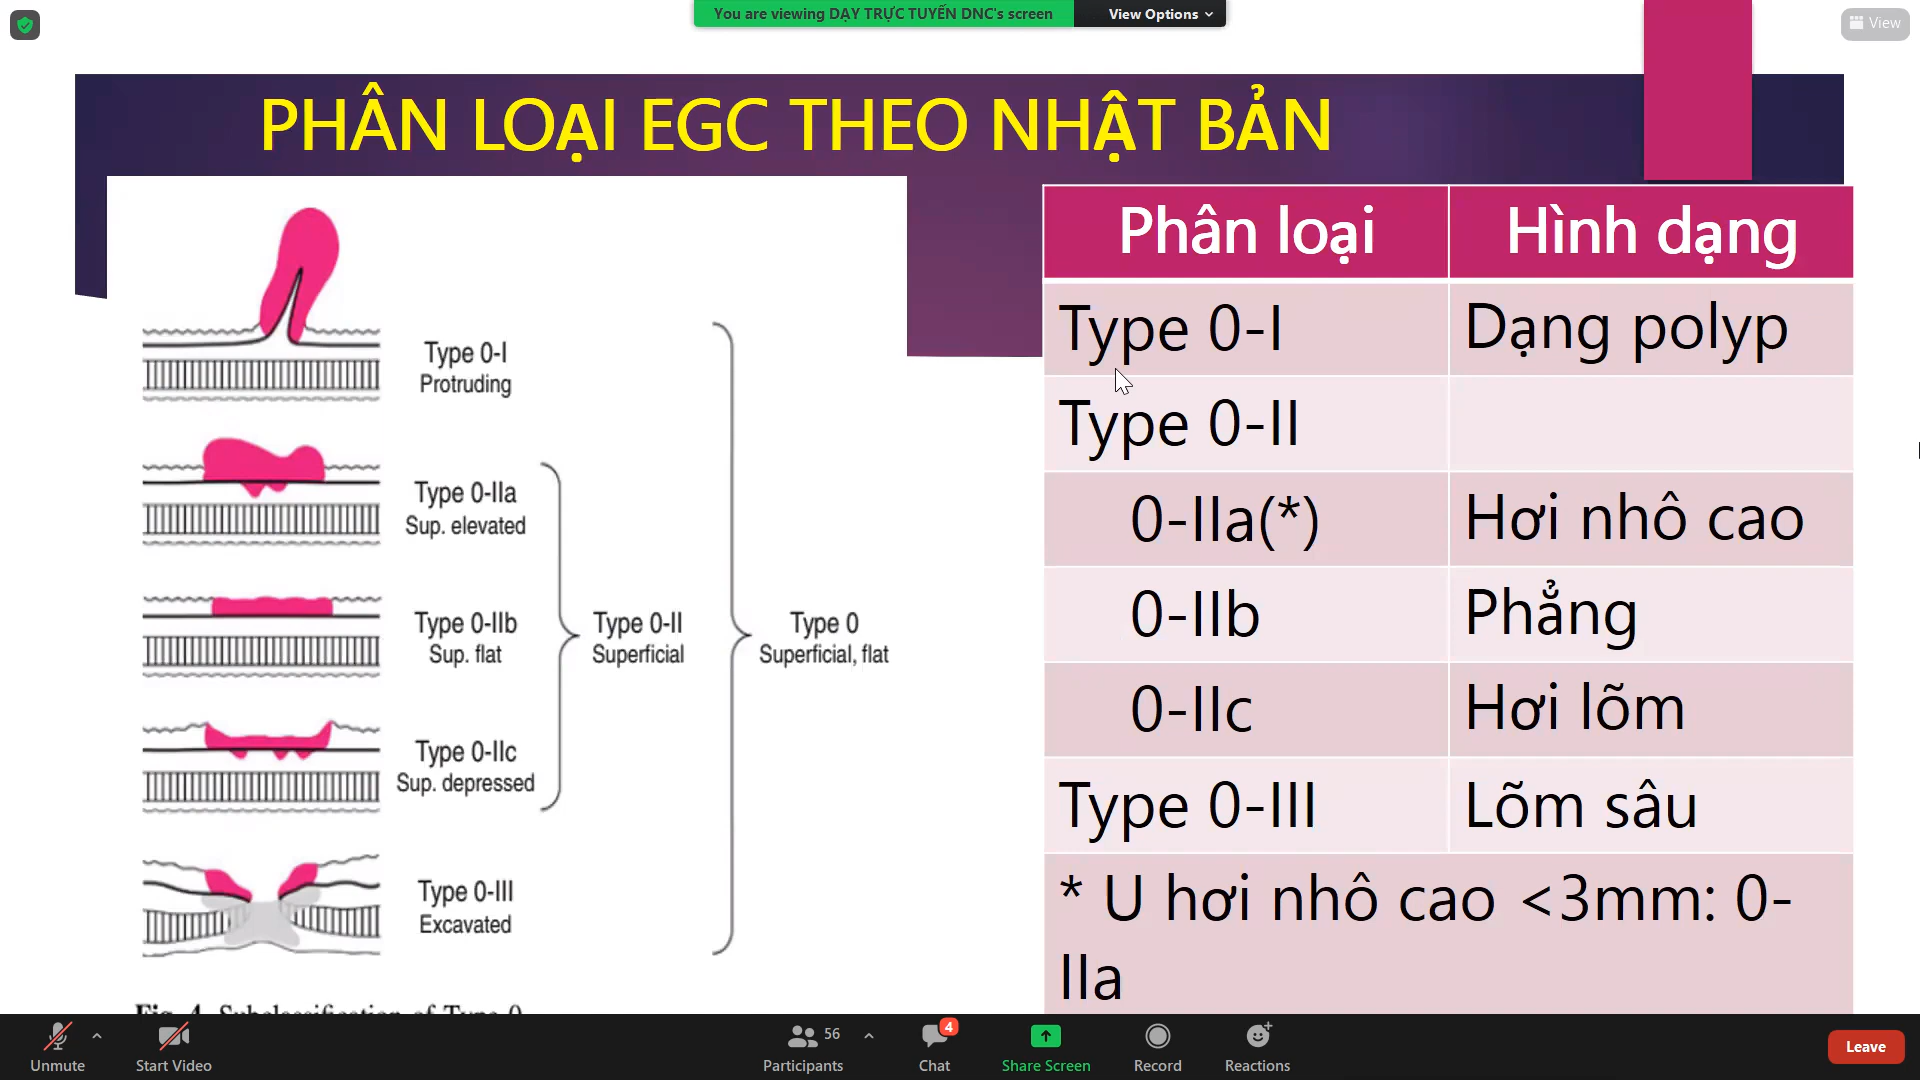 You are viewing DẠY TRỰC TUYẾN DNC's screen
View Options
View
PHÂN LOẠI EGC THEO NHẬT BẢN
Type 0-I
Protruding
Type 0-IIa
Sup. elevated
Type 0-IIb
Sup. flat
Type 0-IIc
Sup. depressed
Type 0-III
Excavated
Type 0-II
Superficial
Type 0
Superficial, flat
Fig. 4 Subclassification of Type 0
Phân loại Hình dạng
Type 0-I Dạng polyp
Type 0-II
0-IIa(*) Hơi nhô cao
0-IIb Phẳng
0-IIc Hơi lõm
Type 0-III Lõm sâu
* U hơi nhô cao <3mm: 0-
IIa
Unmute
Start Video
56
Participants
4
Chat
Share Screen
Record
Reactions
Leave